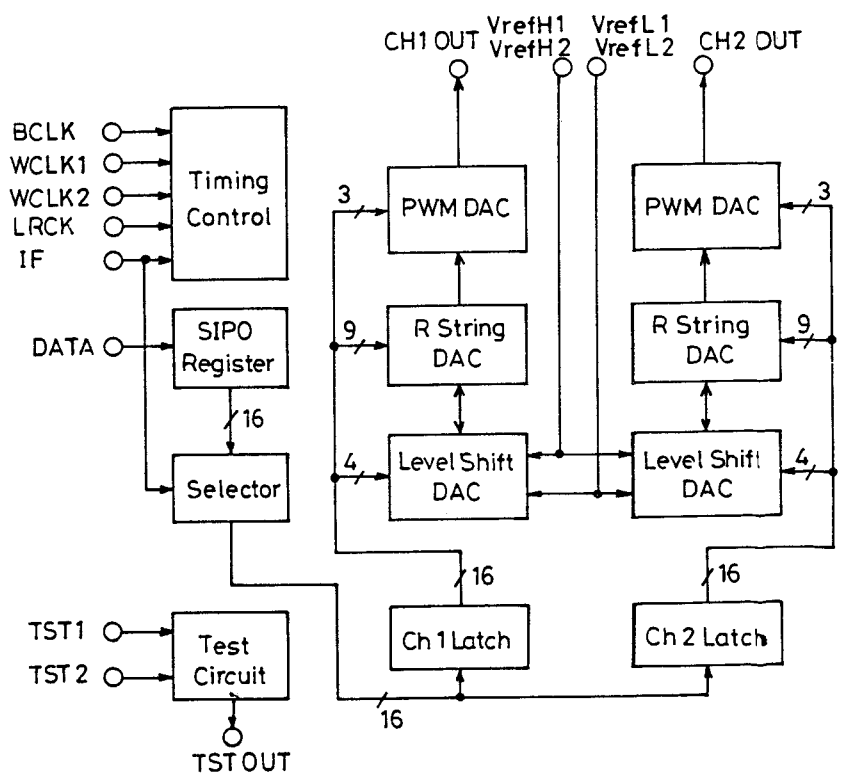 CH1 OUT
VrefH1
VrefH2
VrefL1
VrefL2
CH2 OUT
BCLK
WCLK1
WCLK2
LRCK
IF
Timing
Control
3
PWM DAC
PWM DAC
3
DATA
SIPO
Register
9
R String
DAC
R String
DAC
9
16
Selector
4
Level Shift
DAC
Level Shift
DAC
4
16
16
TST1
TST2
Test
Circuit
Ch 1 Latch
Ch 2 Latch
16
TST OUT